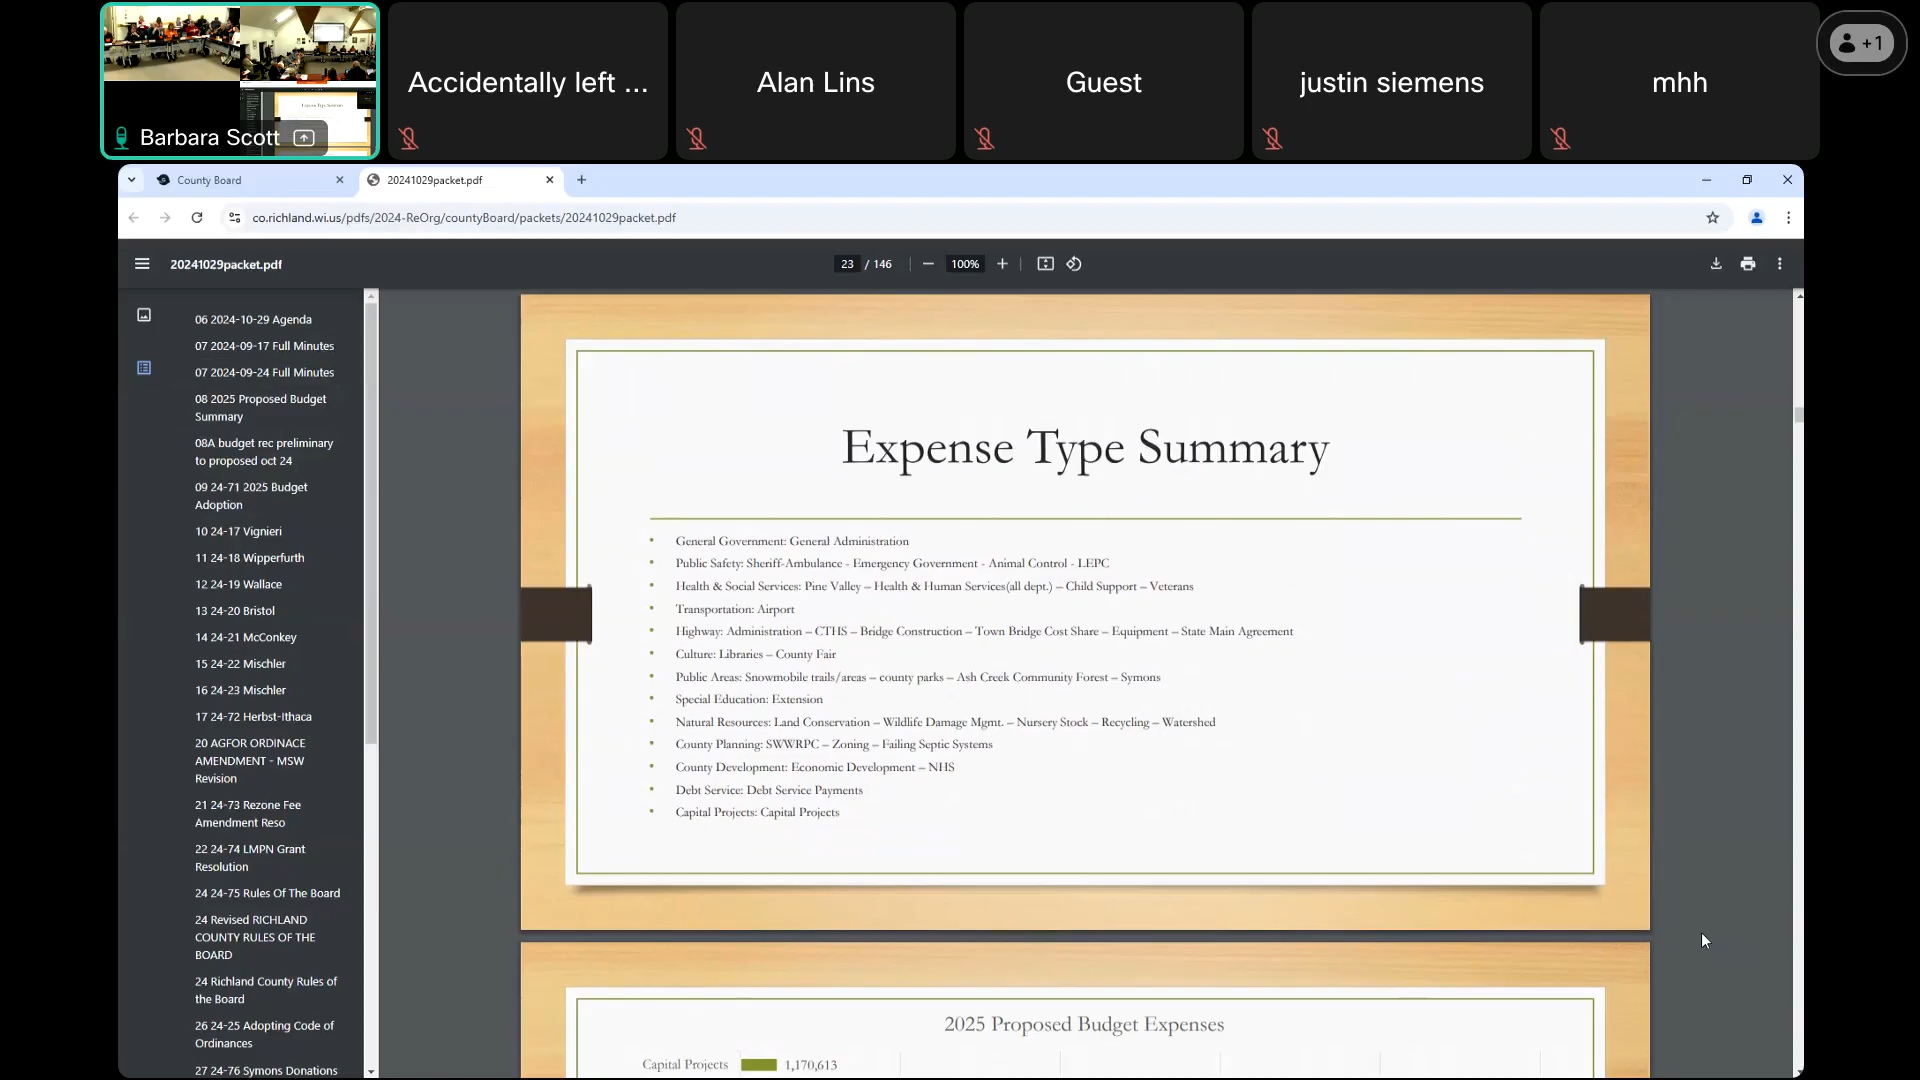 Barbara Scott
Accidentally left ...
Alan Lins
Guest
justin siemens
mhh
+1
County Board
20241029packet.pdf
co.richland.wi.us/pdfs/2024-ReOrg/countyBoard/packets/20241029packet.pdf
20241029packet.pdf
23 / 146
100%
06 2024-10-29 Agenda
07 2024-09-17 Full Minutes
07 2024-09-24 Full Minutes
08 2025 Proposed Budget
Summary
08A budget rec preliminary
to proposed oct 24
09 24-71 2025 Budget
Adoption
10 24-17 Vignieri
11 24-18 Wipperfurth
12 24-19 Wallace
13 24-20 Bristol
14 24-21 McConkey
15 24-22 Mischler
16 24-23 Mischler
17 24-72 Herbst-Ithaca
20 AGFOR ORDINACE
AMENDMENT - MSW
Revision
21 24-73 Rezone Fee
Amendment Reso
22 24-74 LMPN Grant
Resolution
24 24-75 Rules Of The Board
24 Revised RICHLAND
COUNTY RULES OF THE
BOARD
24 Richland County Rules of
the Board
26 24-25 Adopting Code of
Ordinances
27 24-76 Symons Donations
Expense Type Summary
• General Government: General Administration
• Public Safety: Sheriff-Ambulance - Emergency Government - Animal Control - LEPC
• Health & Social Services: Pine Valley – Health & Human Services(all dept.) – Child Support – Veterans
• Transportation: Airport
• Highway: Administration – CTHS – Bridge Construction – Town Bridge Cost Share – Equipment – State Main Agreement
• Culture: Libraries – County Fair
• Public Areas: Snowmobile trails/areas – county parks – Ash Creek Community Forest – Symons
• Special Education: Extension
• Natural Resources: Land Conservation – Wildlife Damage Mgmt. – Nursery Stock – Recycling – Watershed
• County Planning: SWWRPC – Zoning – Failing Septic Systems
• County Development: Economic Development – NHS
• Debt Service: Debt Service Payments
• Capital Projects: Capital Projects
2025 Proposed Budget Expenses
Capital Projects 1,170,613